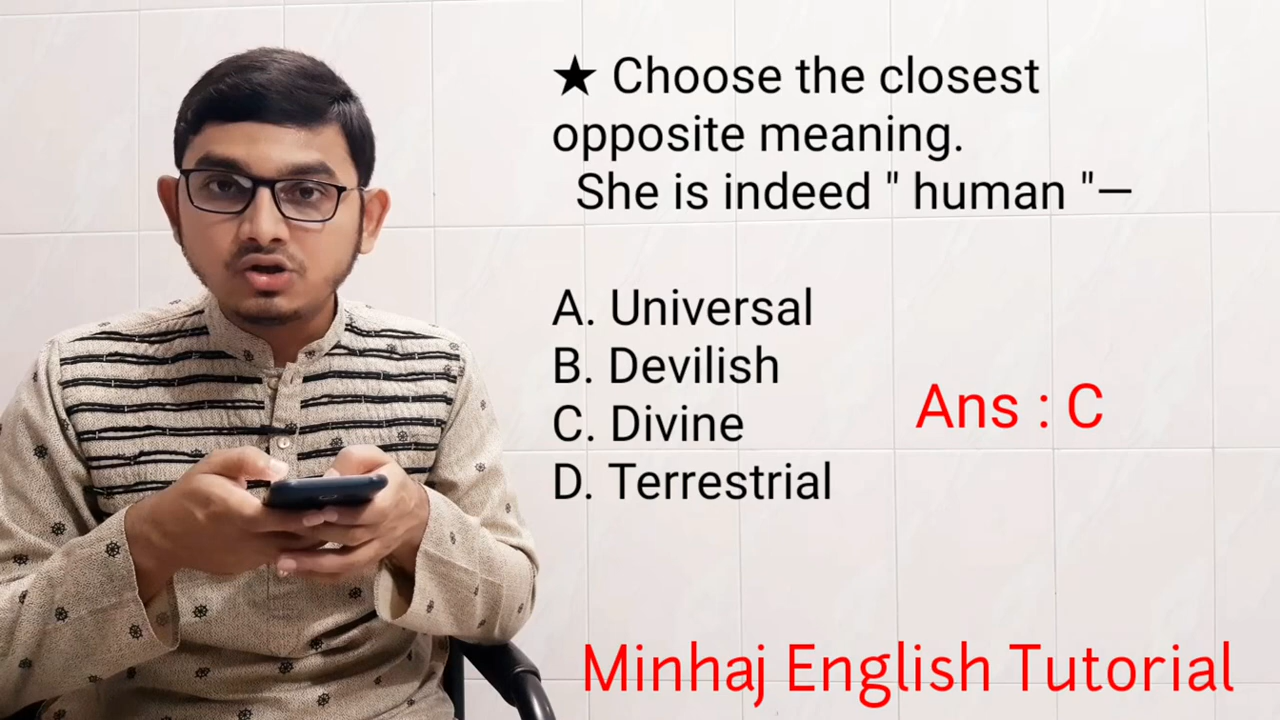 ★ Choose the closest
opposite meaning.
She is indeed " human "—
A. Universal
B. Devilish
C. Divine
D. Terrestrial
Ans : C
Minhaj English Tutorial